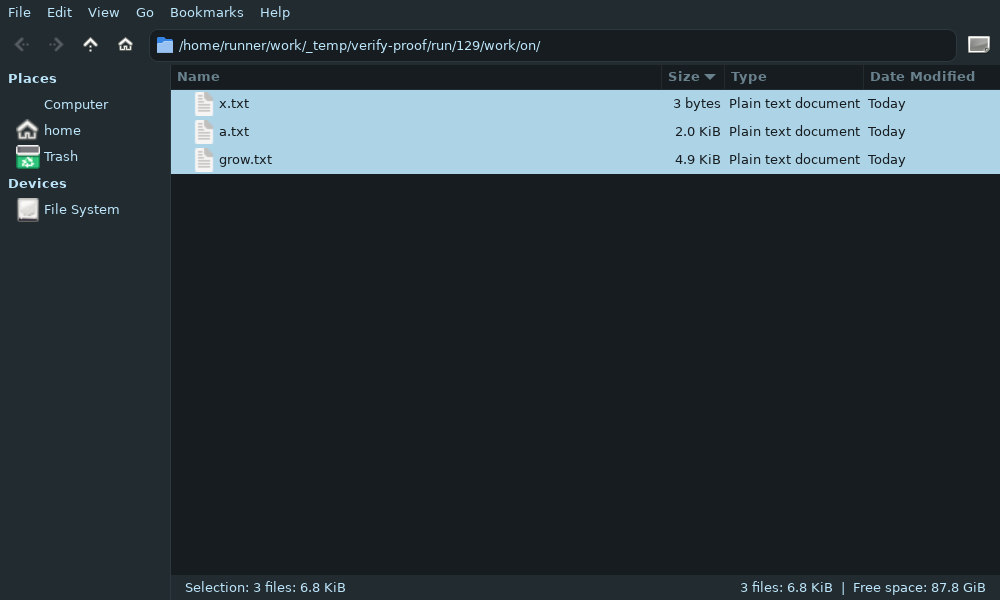 File Edit View Go Bookmarks Help
/home/runner/work/_temp/verify-proof/run/129/work/on/
Places
Computer
home
Trash
Devices
File System
Name Size Type Date Modified
x.txt 3 bytes Plain text document Today
a.txt 2.0 KiB Plain text document Today
grow.txt 4.9 KiB Plain text document Today
Selection: 3 files: 6.8 KiB
3 files: 6.8 KiB | Free space: 87.8 GiB